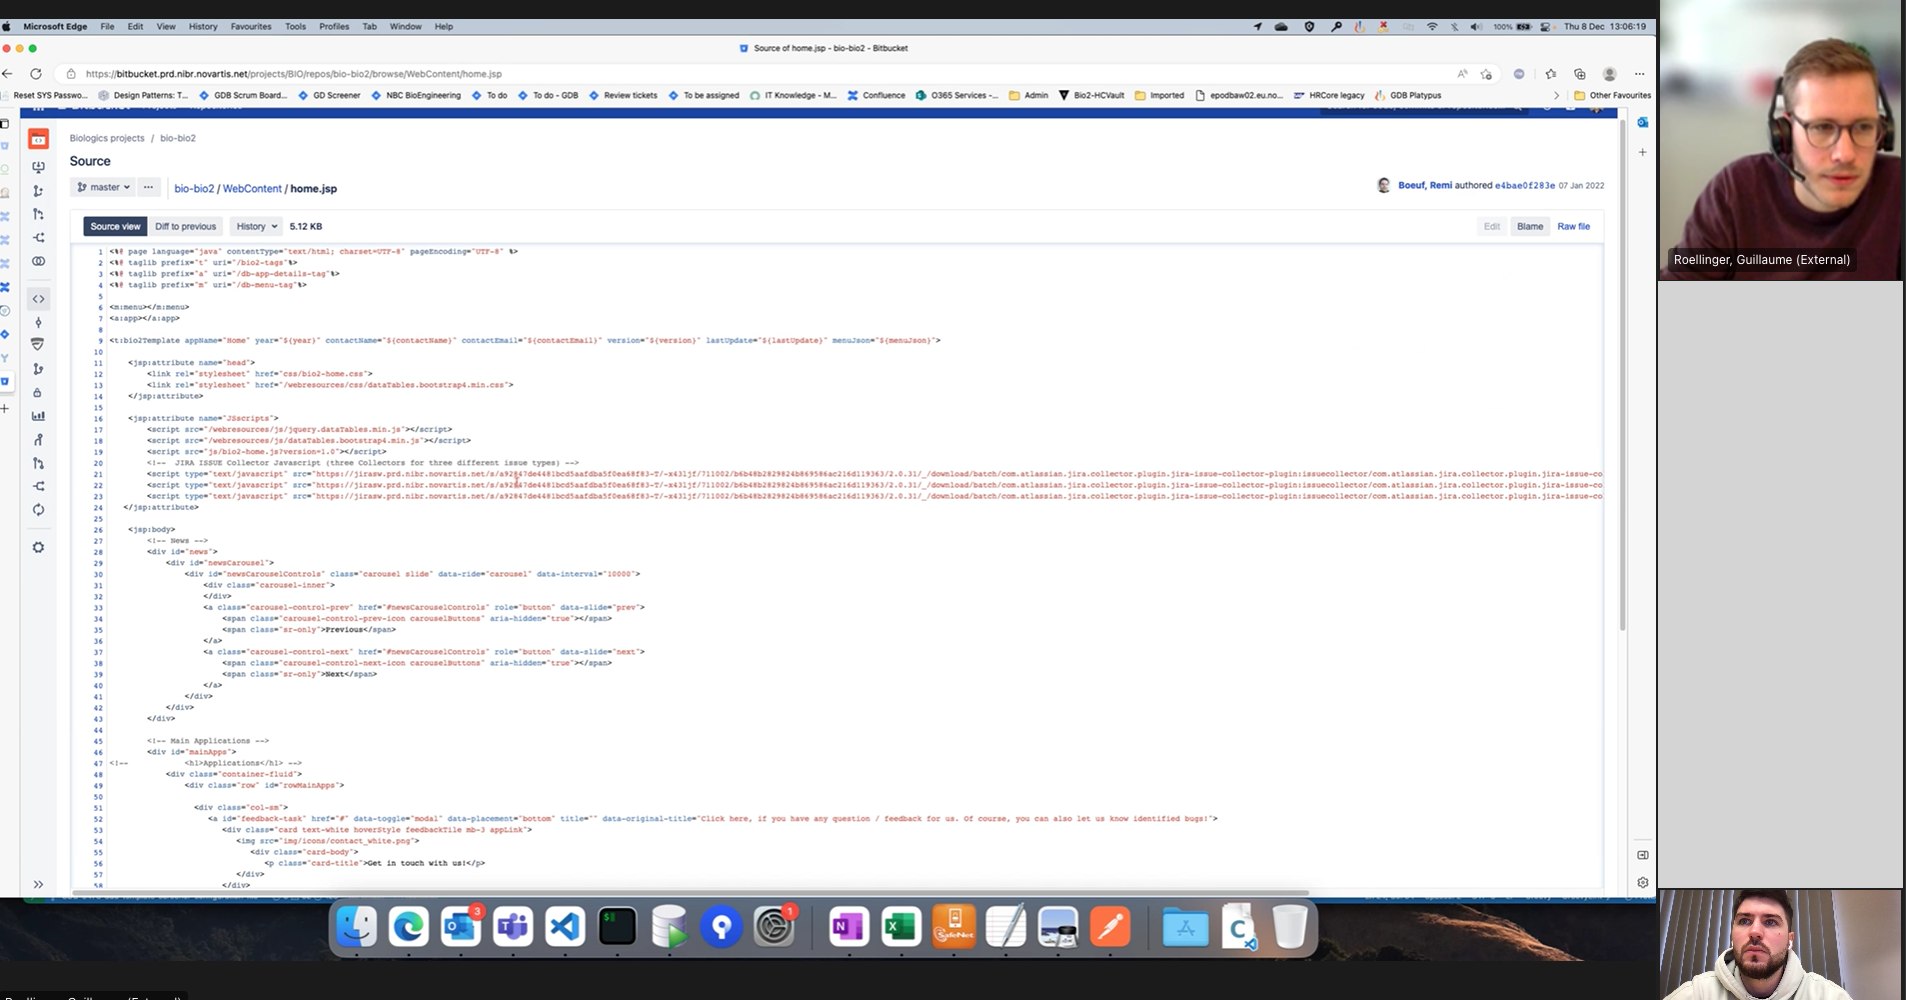 Microsoft Edge File Edit View History Favourites Tools Profiles Tab Window Help 100% Thu 8 Dec 13:06:19
Source of home.jsp - bio-bio2 - Bitbucket
https://bitbucket.prd.nibr.novartis.net/projects/BIO/repos/bio-bio2/browse/WebContent/home.jsp
Reset SYS Passwo... Design Patterns: T... GDB Scrum Board... GD Screener NBC BioEngineering To do To do - GDB Review tickets To be assigned IT Knowledge - M... Confluence O365 Services -... Admin Bio2-HCVault Imported epodbaw02.eu.no... HRCore legacy GDB Platypus Other Favourites
Biologics projects / bio-bio2
Source
master ... bio-bio2 / WebContent / home.jsp
Boeuf, Remi authored e4bae0f283e 07 Jan 2022
Source view Diff to previous History 5.12 KB Edit Blame Raw file
1 <%@ page language="java" contentType="text/html; charset=UTF-8" pageEncoding="UTF-8" %>
2 <%@ taglib prefix="t" uri="/bio2-tags"%>
3 <%@ taglib prefix="a" uri="/db-app-details-tag"%>
4 <%@ taglib prefix="m" uri="/db-menu-tag"%>
5
6 <m:menu></m:menu>
7 <a:app></a:app>
8
9 <t:bio2Template appName="Home" year="${year}" contactName="${contactName}" contactEmail="${contactEmail}" version="${version}" lastUpdate="${lastUpdate}" menuJson="${menuJson}">
10
11 <jsp:attribute name="head">
12 <link rel="stylesheet" href="css/bio2-home.css">
13 <link rel="stylesheet" href="/webresources/css/dataTables.bootstrap4.min.css">
14 </jsp:attribute>
15
16 <jsp:attribute name="JSscripts">
17 <script src="/webresources/js/jquery.dataTables.min.js"></script>
18 <script src="/webresources/js/dataTables.bootstrap4.min.js"></script>
19 <script src="js/bio2-home.js?version=1.0"></script>
20 <!-- JIRA ISSUE Collector Javascript (three Collectors for three different issue types) -->
21 <script type="text/javascript" src="https://jirasw.prd.nibr.novartis.net/s/a92847de4481bcd5aafdba5f0ea68f83-T/-x431jf/711002/b6b48b2829824b869586ac216d119363/2.0.31/_/download/batch/com.atlassian.jira.collector.plugin.jira-issue-collector-plugin:issuecollector/com.atlassian.jira.collector.plugin.jira-issue-co
22 <script type="text/javascript" src="https://jirasw.prd.nibr.novartis.net/s/a92847de4481bcd5aafdba5f0ea68f83-T/-x431jf/711002/b6b48b2829824b869586ac216d119363/2.0.31/_/download/batch/com.atlassian.jira.collector.plugin.jira-issue-collector-plugin:issuecollector/com.atlassian.jira.collector.plugin.jira-issue-co
23 <script type="text/javascript" src="https://jirasw.prd.nibr.novartis.net/s/a92847de4481bcd5aafdba5f0ea68f83-T/-x431jf/711002/b6b48b2829824b869586ac216d119363/2.0.31/_/download/batch/com.atlassian.jira.collector.plugin.jira-issue-collector-plugin:issuecollector/com.atlassian.jira.collector.plugin.jira-issue-co
24 </jsp:attribute>
25
26 <jsp:body>
27 <!-- News -->
28 <div id="news">
29 <div id="newsCarousel">
30 <div id="newsCarouselControls" class="carousel slide" data-ride="carousel" data-interval="10000">
31 <div class="carousel-inner">
32 </div>
33 <a class="carousel-control-prev" href="#newsCarouselControls" role="button" data-slide="prev">
34 <span class="carousel-control-prev-icon carouselButtons" aria-hidden="true"></span>
35 <span class="sr-only">Previous</span>
36 </a>
37 <a class="carousel-control-next" href="#newsCarouselControls" role="button" data-slide="next">
38 <span class="carousel-control-next-icon carouselButtons" aria-hidden="true"></span>
39 <span class="sr-only">Next</span>
40 </a>
41 </div>
42 </div>
43 </div>
44
45 <!-- Main Applications -->
46 <div id="mainApps">
47 <!-- <h1>Applications</h1> -->
48 <div class="container-fluid">
49 <div class="row" id="rowMainApps">
50
51 <div class="col-sm">
52 <a id="feedback-task" href="#" data-toggle="modal" data-placement="bottom" title="" data-original-title="Click here, if you have any question / feedback for us. Of course, you can also let us know identified bugs!">
53 <div class="card text-white hoverStyle feedbackTile mb-3 appLink">
54 <img src="img/icons/contact_white.png">
55 <div class="card-body">
56 <p class="card-title">Get in touch with us!</p>
57 </div>
58 </div>
3
1
SafeNet
Roellinger, Guillaume (External)